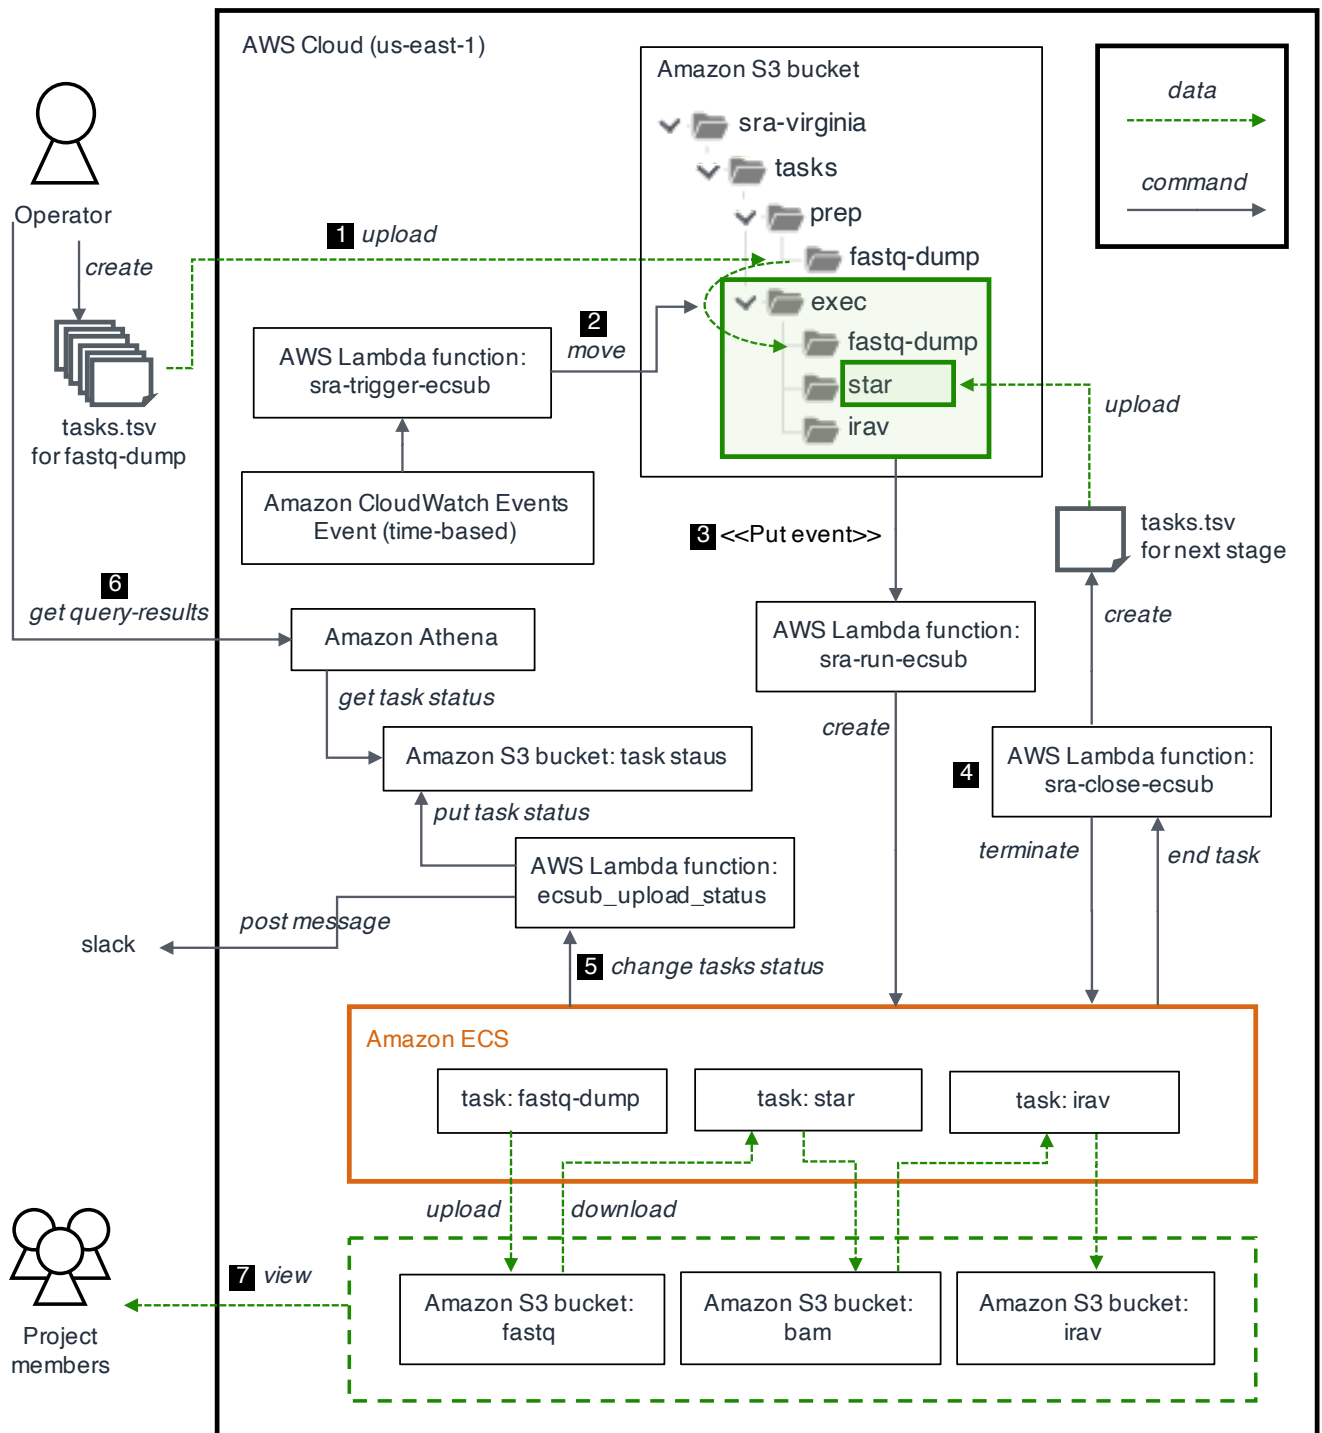 AWS Cloud (us-east-1)
Amazon S3 bucket
sra-virginia
tasks
prep
fastq-dump
exec
fastq-dump
star
irav
data
command
Operator
create
1 upload
tasks.tsv
for fastq-dump
2
move
AWS Lambda function:
sra-trigger-ecsub
Amazon CloudWatch Events
Event (time-based)
upload
3 <<Put event>>
tasks.tsv
for next stage
6
get query-results
Amazon Athena
AWS Lambda function:
sra-run-ecsub
create
get task status
create
Amazon S3 bucket: task staus
4
AWS Lambda function:
sra-close-ecsub
put task status
terminate
end task
AWS Lambda function:
ecsub_upload_status
post message
slack
5 change tasks status
Amazon ECS
task: fastq-dump
task: star
task: irav
upload
download
7 view
Project
members
Amazon S3 bucket:
fastq
Amazon S3 bucket:
bam
Amazon S3 bucket:
irav